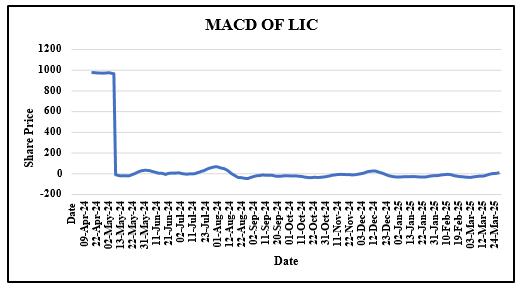 MACD OF LIC
1200
1000
800
600
400
200
0
-200
Share Price
Date
09-Apr-24
22-Apr-24
02-May-24
13-May-24
22-May-24
31-May-24
11-Jun-24
21-Jun-24
02-Jul-24
11-Jul-24
23-Jul-24
01-Aug-24
12-Aug-24
22-Aug-24
02-Sep-24
11-Sep-24
20-Sep-24
01-Oct-24
11-Oct-24
22-Oct-24
31-Oct-24
11-Nov-24
22-Nov-24
03-Dec-24
12-Dec-24
23-Dec-24
02-Jan-25
13-Jan-25
22-Jan-25
31-Jan-25
10-Feb-25
19-Feb-25
03-Mar-25
12-Mar-25
24-Mar-25
Date